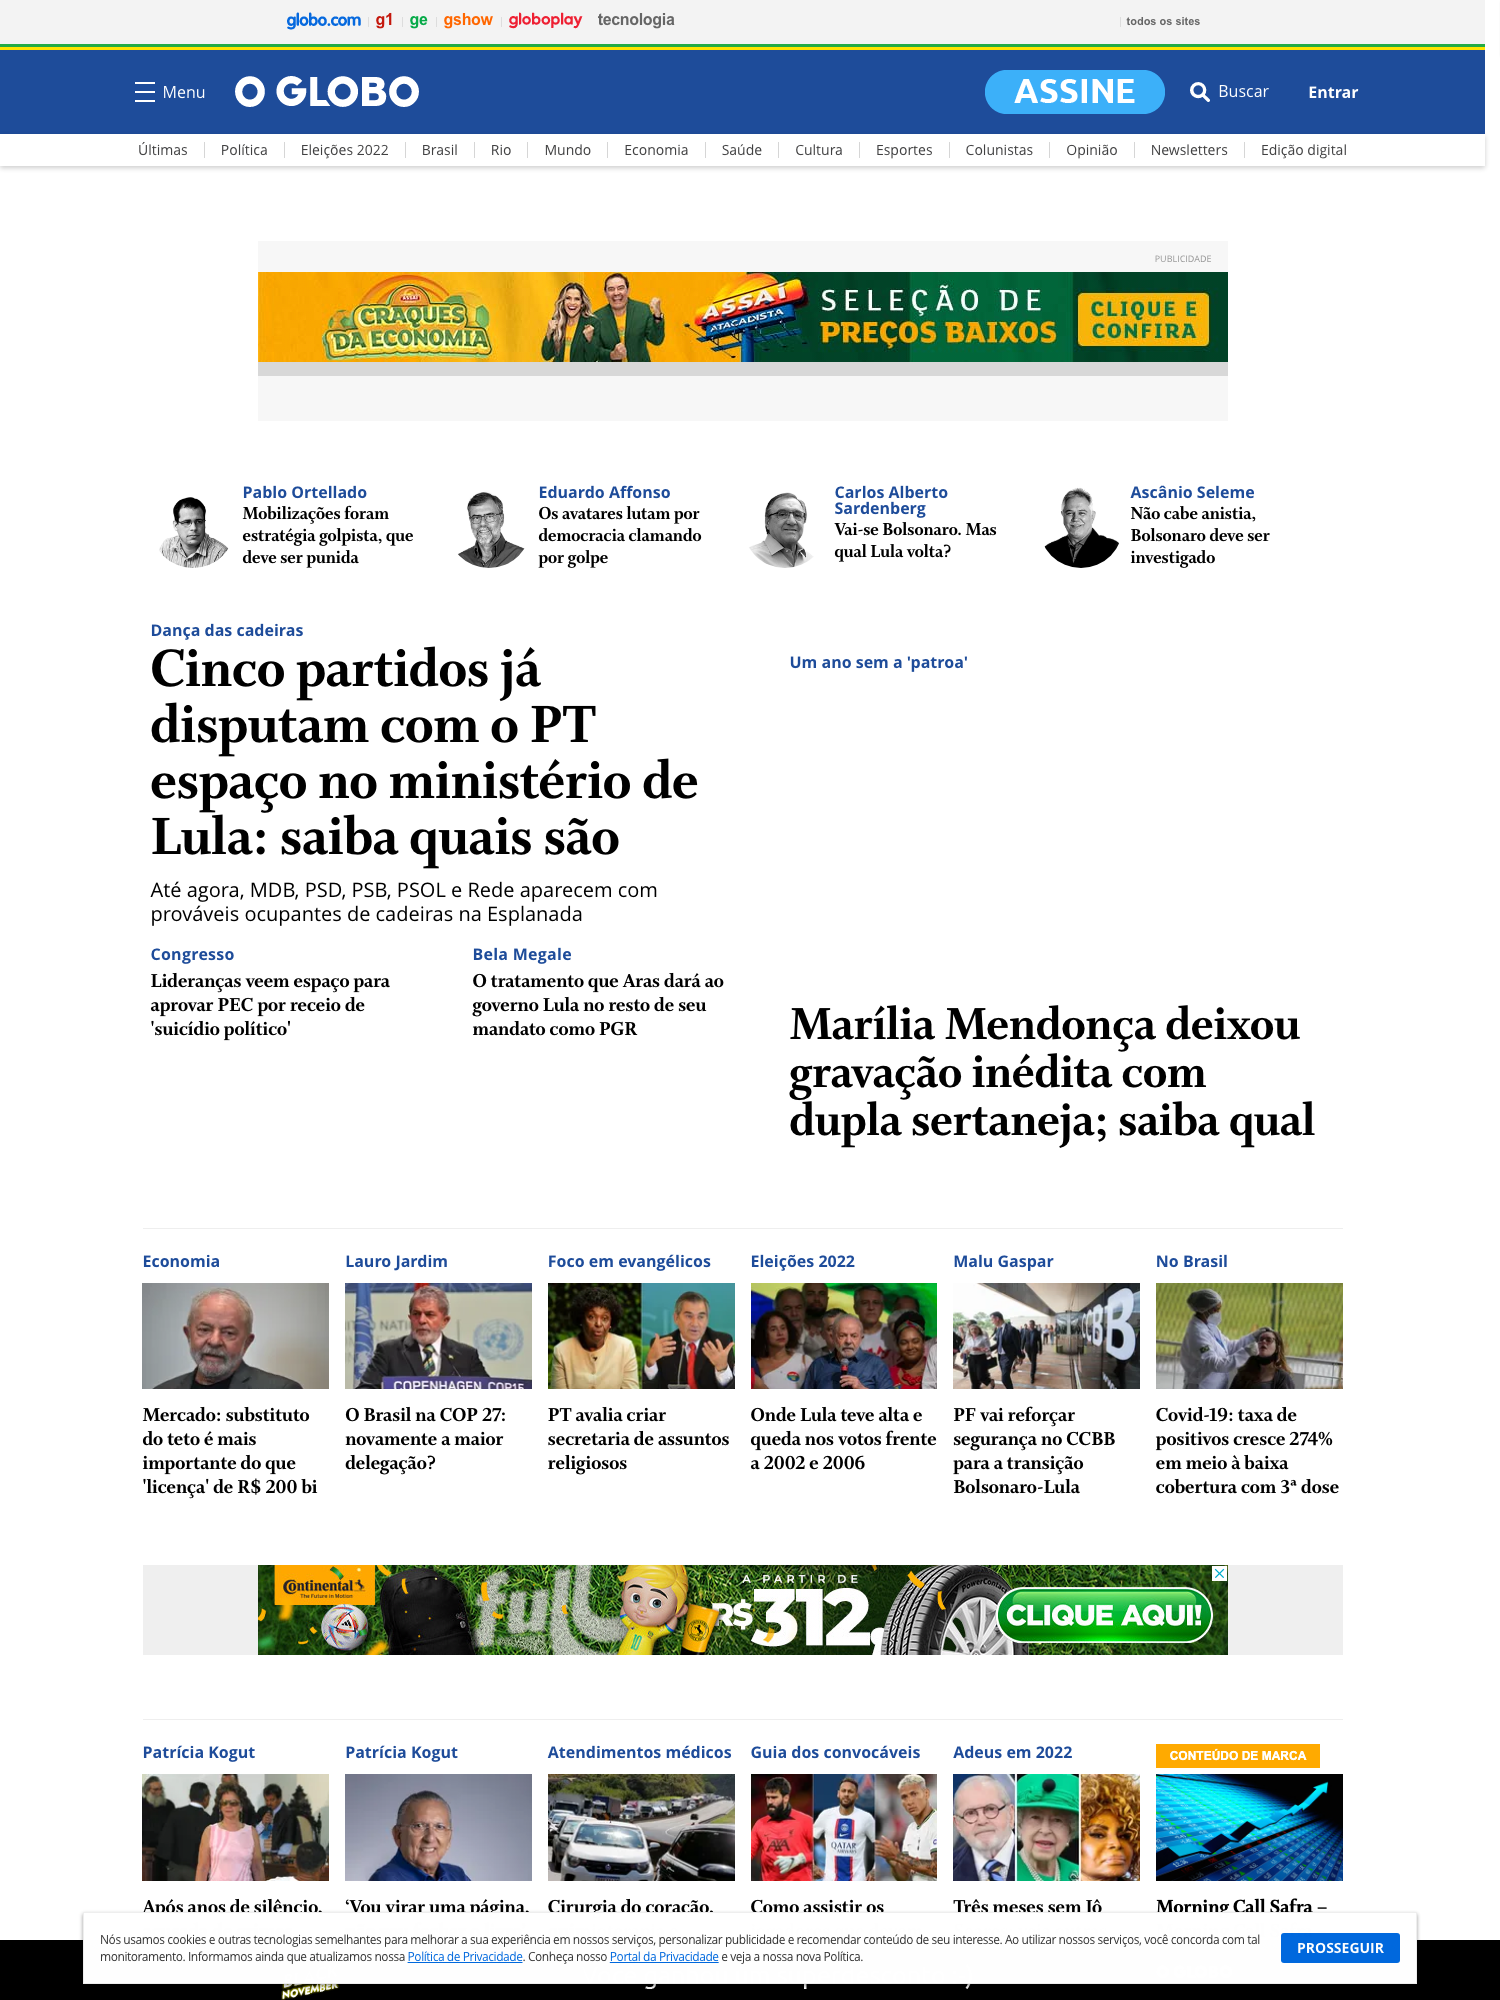 globo.com
g1
ge
gshow
globoplay
tecnologia
todos os sites
Menu
O GLOBO
ASSINE
Buscar
Entrar
Últimas
Política
Eleições 2022
Brasil
Rio
Mundo
Economia
Saúde
Cultura
Esportes
Colunistas
Opinião
Newsletters
Edição digital
PUBLICIDADE
CRAQUES
DA ECONOMIA
ASSAÍ
ATACADISTA
SELEÇÃO DE
PREÇOS BAIXOS
CLIQUE E
CONFIRA
Pablo Ortellado
Mobilizações foram
estratégia golpista, que
deve ser punida
Eduardo Affonso
Os avatares lutam por
democracia clamando
por golpe
Carlos Alberto
Sardenberg
Vai-se Bolsonaro. Mas
qual Lula volta?
Ascânio Seleme
Não cabe anistia,
Bolsonaro deve ser
investigado
Dança das cadeiras
Cinco partidos já
disputam com o PT
espaço no ministério de
Lula: saiba quais são
Até agora, MDB, PSD, PSB, PSOL e Rede aparecem com
prováveis ocupantes de cadeiras na Esplanada
Congresso
Lideranças veem espaço para
aprovar PEC por receio de
'suicídio político'
Bela Megale
O tratamento que Aras dará ao
governo Lula no resto de seu
mandato como PGR
Um ano sem a 'patroa'
Marília Mendonça deixou
gravação inédita com
dupla sertaneja; saiba qual
Economia
Mercado: substituto
do teto é mais
importante do que
'licença' de R$ 200 bi
Lauro Jardim
COPENHAGEN COP15
O Brasil na COP 27:
novamente a maior
delegação?
Foco em evangélicos
PT avalia criar
secretaria de assuntos
religiosos
Eleições 2022
Onde Lula teve alta e
queda nos votos frente
a 2002 e 2006
Malu Gaspar
CCBB
PF vai reforçar
segurança no CCBB
para a transição
Bolsonaro-Lula
No Brasil
Covid-19: taxa de
positivos cresce 274%
em meio à baixa
cobertura com 3ª dose
Continental
The Future in Motion
A PARTIR DE
R$312,
PowerContact
CLIQUE AQUI!
Patrícia Kogut
Após anos de silêncio,
Patrícia Kogut
‘Vou virar uma página,
Atendimentos médicos
Cirurgia do coração,
Guia dos convocáveis
QATAR
Como assistir os
Adeus em 2022
Três meses sem Jô
CONTEÚDO DE MARCA
Morning Call Safra –
Nós usamos cookies e outras tecnologias semelhantes para melhorar a sua experiência em nossos serviços, personalizar publicidade e recomendar conteúdo de seu interesse. Ao utilizar nossos serviços, você concorda com tal
monitoramento. Informamos ainda que atualizamos nossa Política de Privacidade. Conheça nosso Portal da Privacidade e veja a nossa nova Política.
PROSSEGUIR
NOVEMBER